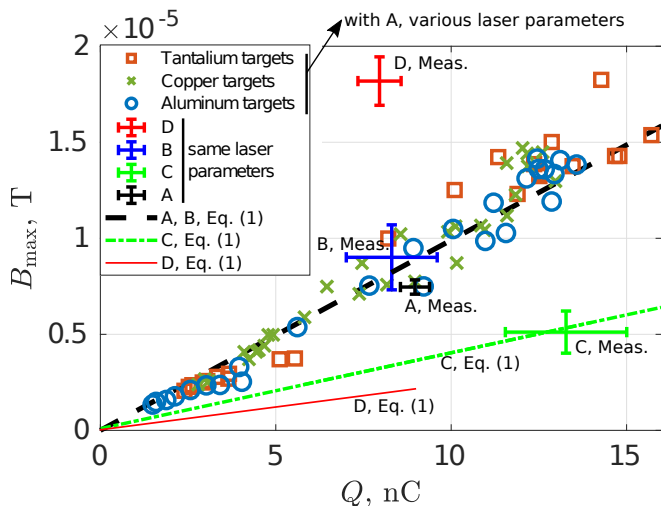 × 10⁻⁵
with A, various laser parameters
2
Tantalium targets
Copper targets
Aluminum targets
D
B
same laser
C
parameters
A
A, B, Eq. (1)
C, Eq. (1)
D, Eq. (1)
D, Meas.
1.5
1
0.5
0
B, Meas.
A, Meas.
C, Meas.
C, Eq. (1)
D, Eq. (1)
Bmax, T
0
5
10
15
Q, nC